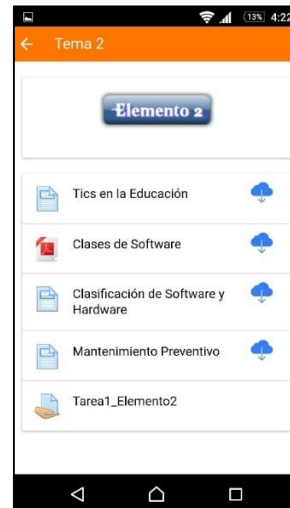 13% 4:22
Tema 2
Elemento 2
Tics en la Educación
Clases de Software
Clasificación de Software y
Hardware
Mantenimiento Preventivo
Tarea1_Elemento2